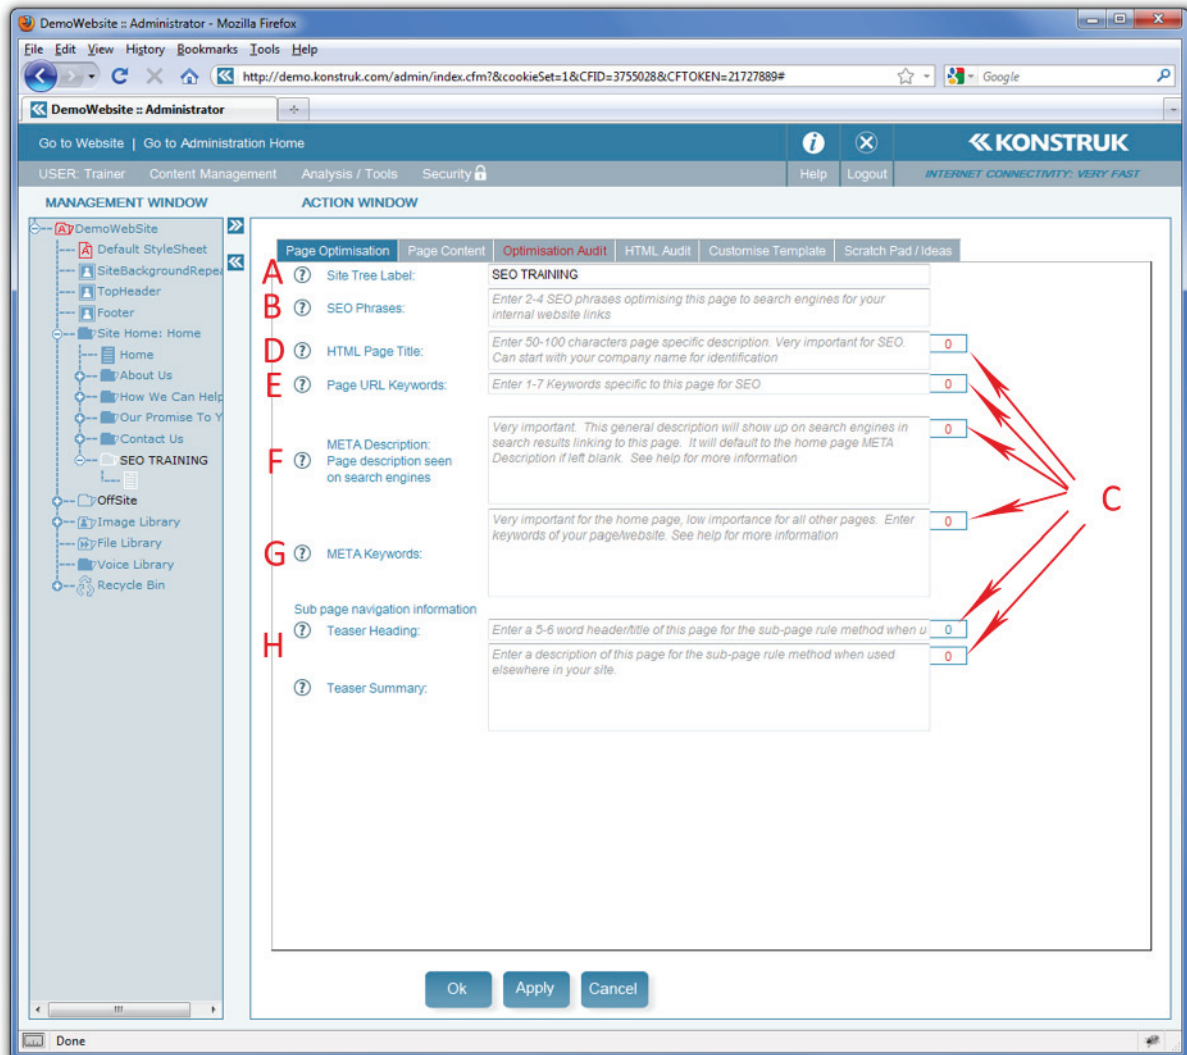 DemoWebsite :: Administrator - Mozilla Firefox
File Edit View History Bookmarks Tools Help
http://demo.konstruk.com/admin/index.cfm?&cookieSet=1&CFID=3755028&CFTOKEN=21727889#
Google
DemoWebsite :: Administrator
Go to Website | Go to Administration Home
KONSTRUK
USER: Trainer Content Management Analysis / Tools Security Help Logout INTERNET CONNECTIVITY: VERY FAST
MANAGEMENT WINDOW
ACTION WINDOW
DemoWebSite
Default StyleSheet
SiteBackgroundRepea
TopHeader
Footer
Site Home: Home
Home
About Us
How We Can Help
Our Promise To Y
Contact Us
SEO TRAINING
OffSite
Image Library
File Library
Voice Library
Recycle Bin
Page Optimisation Page Content Optimisation Audit HTML Audit Customise Template Scratch Pad / Ideas
A ? Site Tree Label: SEO TRAINING
B ? SEO Phrases:
Enter 2-4 SEO phrases optimising this page to search engines for your
internal website links
D ? HTML Page Title:
Enter 50-100 characters page specific description. Very important for SEO.
Can start with your company name for identification
0
E ? Page URL Keywords: Enter 1-7 Keywords specific to this page for SEO 0
F ? META Description:
Page description seen
on search engines
Very important. This general description will show up on search engines in
search results linking to this page. It will default to the home page META
Description if left blank. See help for more information
0
C
G ? META Keywords:
Very important for the home page, low importance for all other pages. Enter
keywords of your page/website. See help for more information
0
Sub page navigation information
H ? Teaser Heading: Enter a 5-6 word header/title of this page for the sub-page rule method when u 0
? Teaser Summary:
Enter a description of this page for the sub-page rule method when used
elsewhere in your site.
0
Ok Apply Cancel
Done